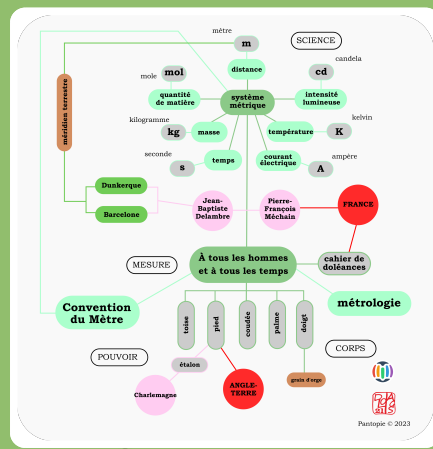 mètre
m
SCIENCE
candela
mole
mol
distance
cd
quantité
de matière
système
métrique
intensité
lumineuse
méridien terrestre
kilogramme
kg
masse
température
kelvin
K
seconde
s
temps
courant
électrique
ampère
A
Dunkerque
Barcelone
Jean-
Baptiste
Delambre
Pierre-
François
Méchain
FRANCE
MESURE
À tous les hommes
et à tous les temps
cahier de
doléances
Convention
du Mètre
métrologie
toise
pied
coudée
palme
doigt
POUVOIR
CORPS
étalon
Charlemagne
ANGLE-
TERRE
grain d'orge
Pantopie © 2023